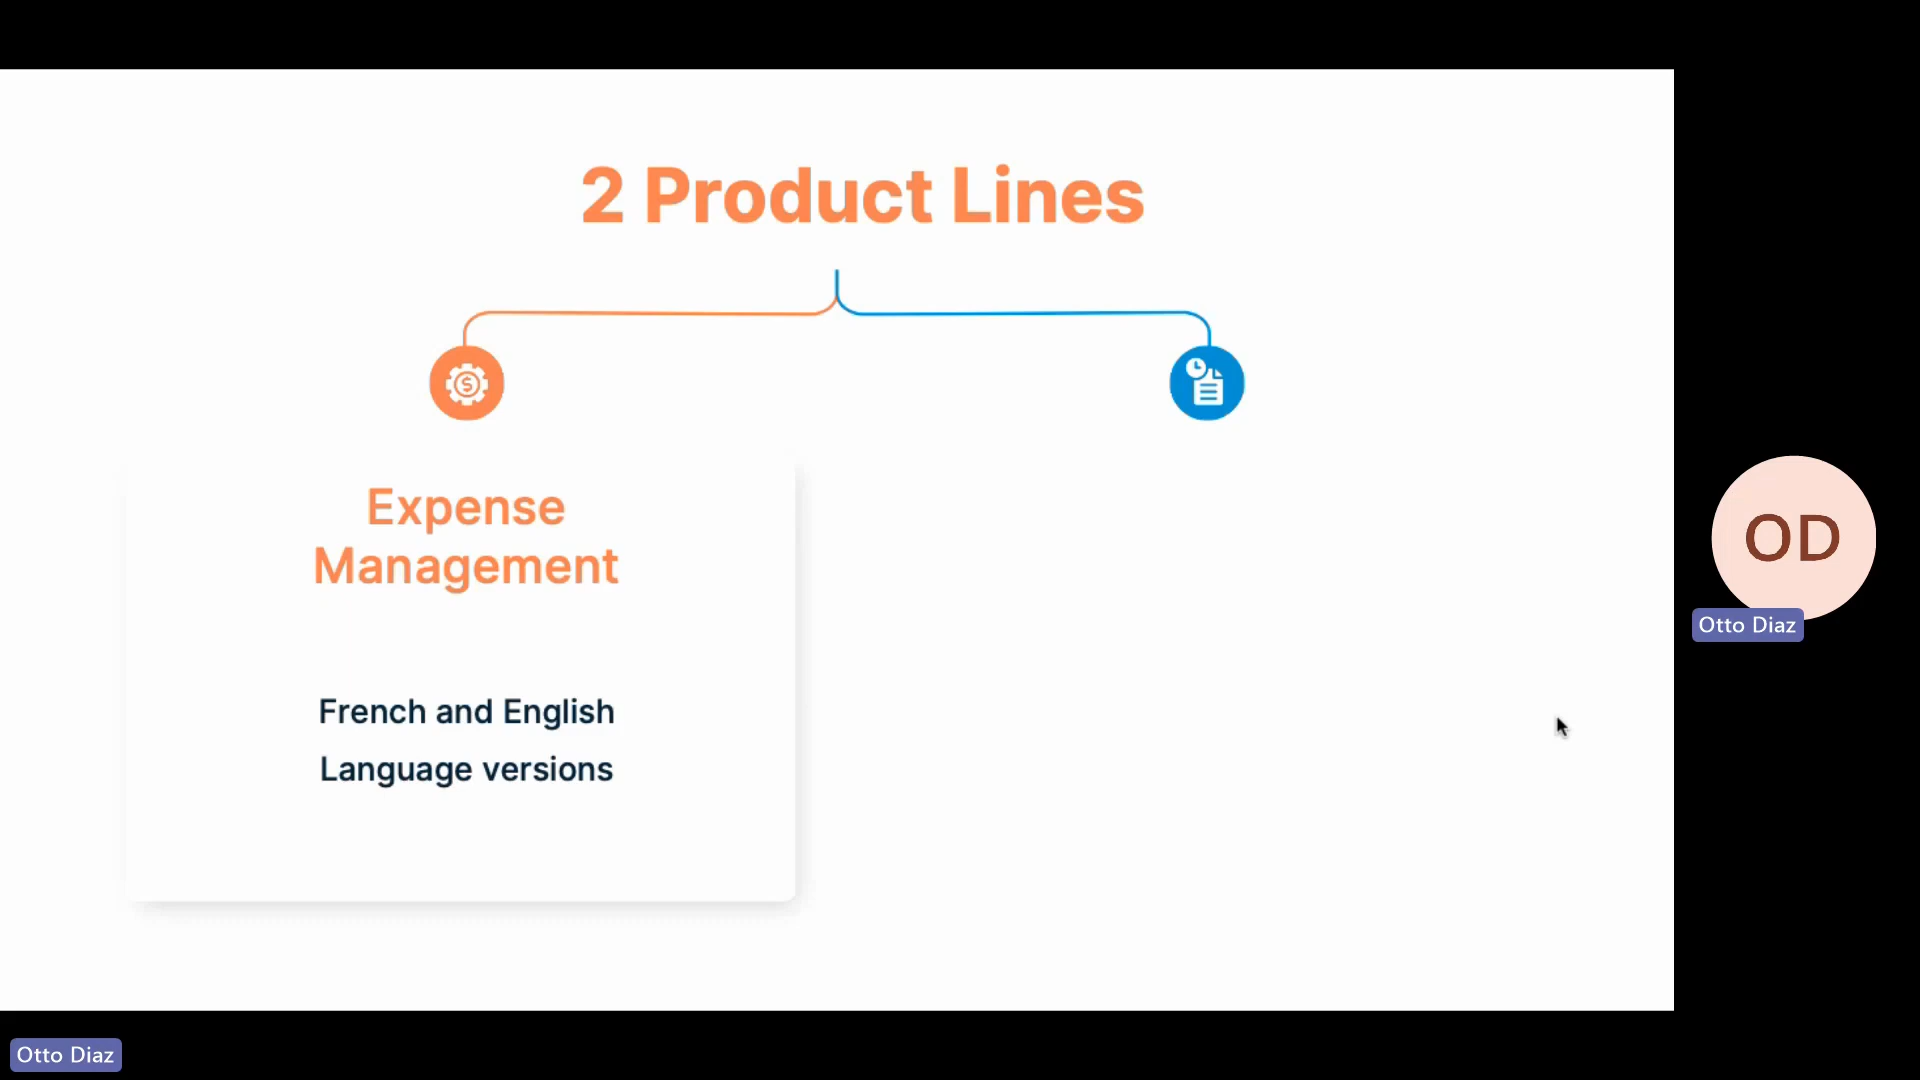 2 Product Lines
$
Expense
Management
French and English
Language versions
OD
Otto Diaz
Otto Diaz